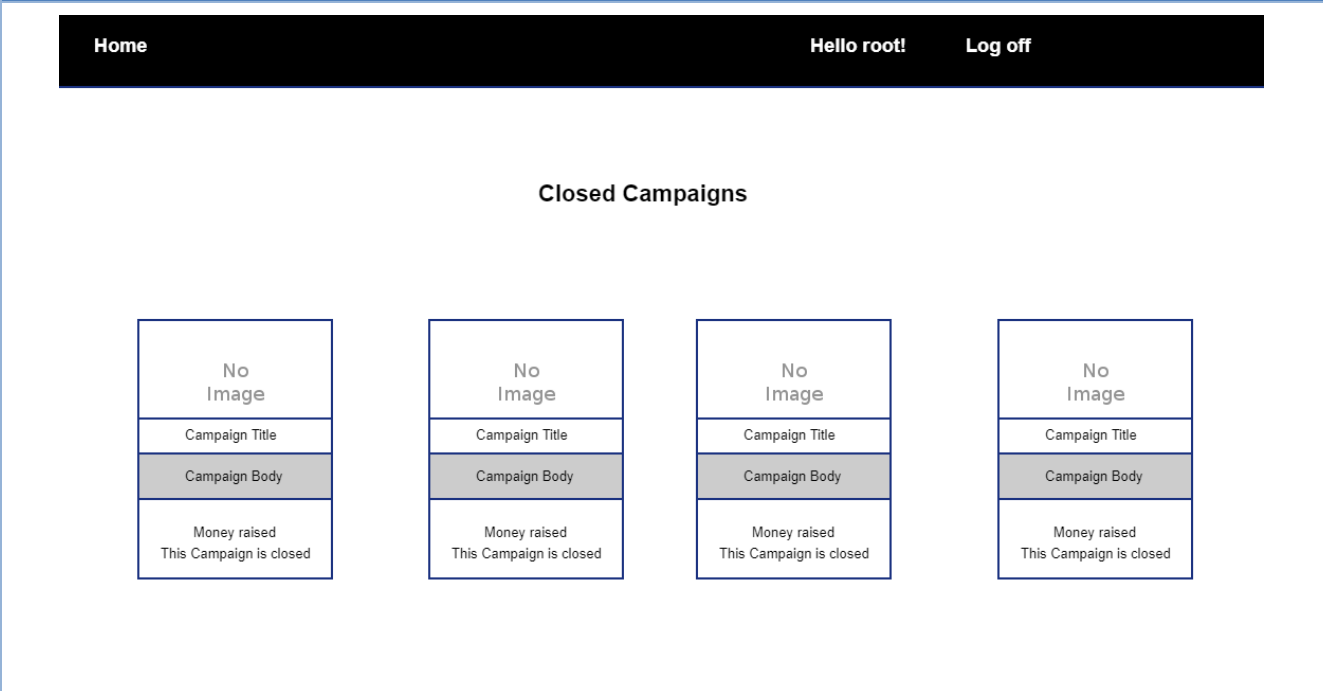 Home Hello root! Log off
Closed Campaigns
No
Image
Campaign Title
Campaign Body
Money raised
This Campaign is closed
No
Image
Campaign Title
Campaign Body
Money raised
This Campaign is closed
No
Image
Campaign Title
Campaign Body
Money raised
This Campaign is closed
No
Image
Campaign Title
Campaign Body
Money raised
This Campaign is closed